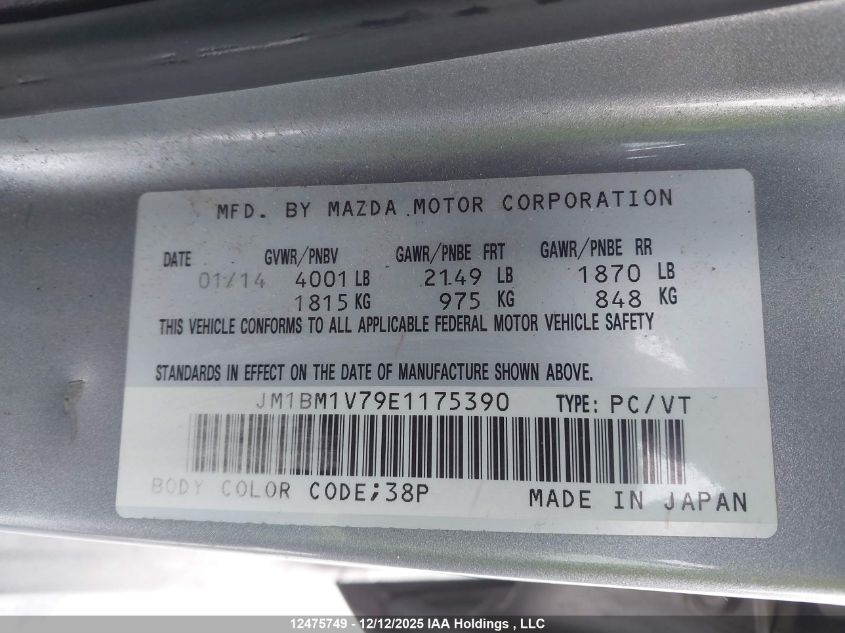 MFD. BY MAZDA MOTOR CORPORATION
DATE GVWR/PNBV GAWR/PNBE FRT GAWR/PNBE RR
01/14 4001 LB 2149 LB 1870 LB
1815 KG 975 KG 848 KG
THIS VEHICLE CONFORMS TO ALL APPLICABLE FEDERAL MOTOR VEHICLE SAFETY
STANDARDS IN EFFECT ON THE DATE OF MANUFACTURE SHOWN ABOVE.
JM1BM1V79E1175390 TYPE: PC/VT
BODY COLOR CODE;38P MADE IN JAPAN
12475749 - 12/12/2025 IAA Holdings , LLC